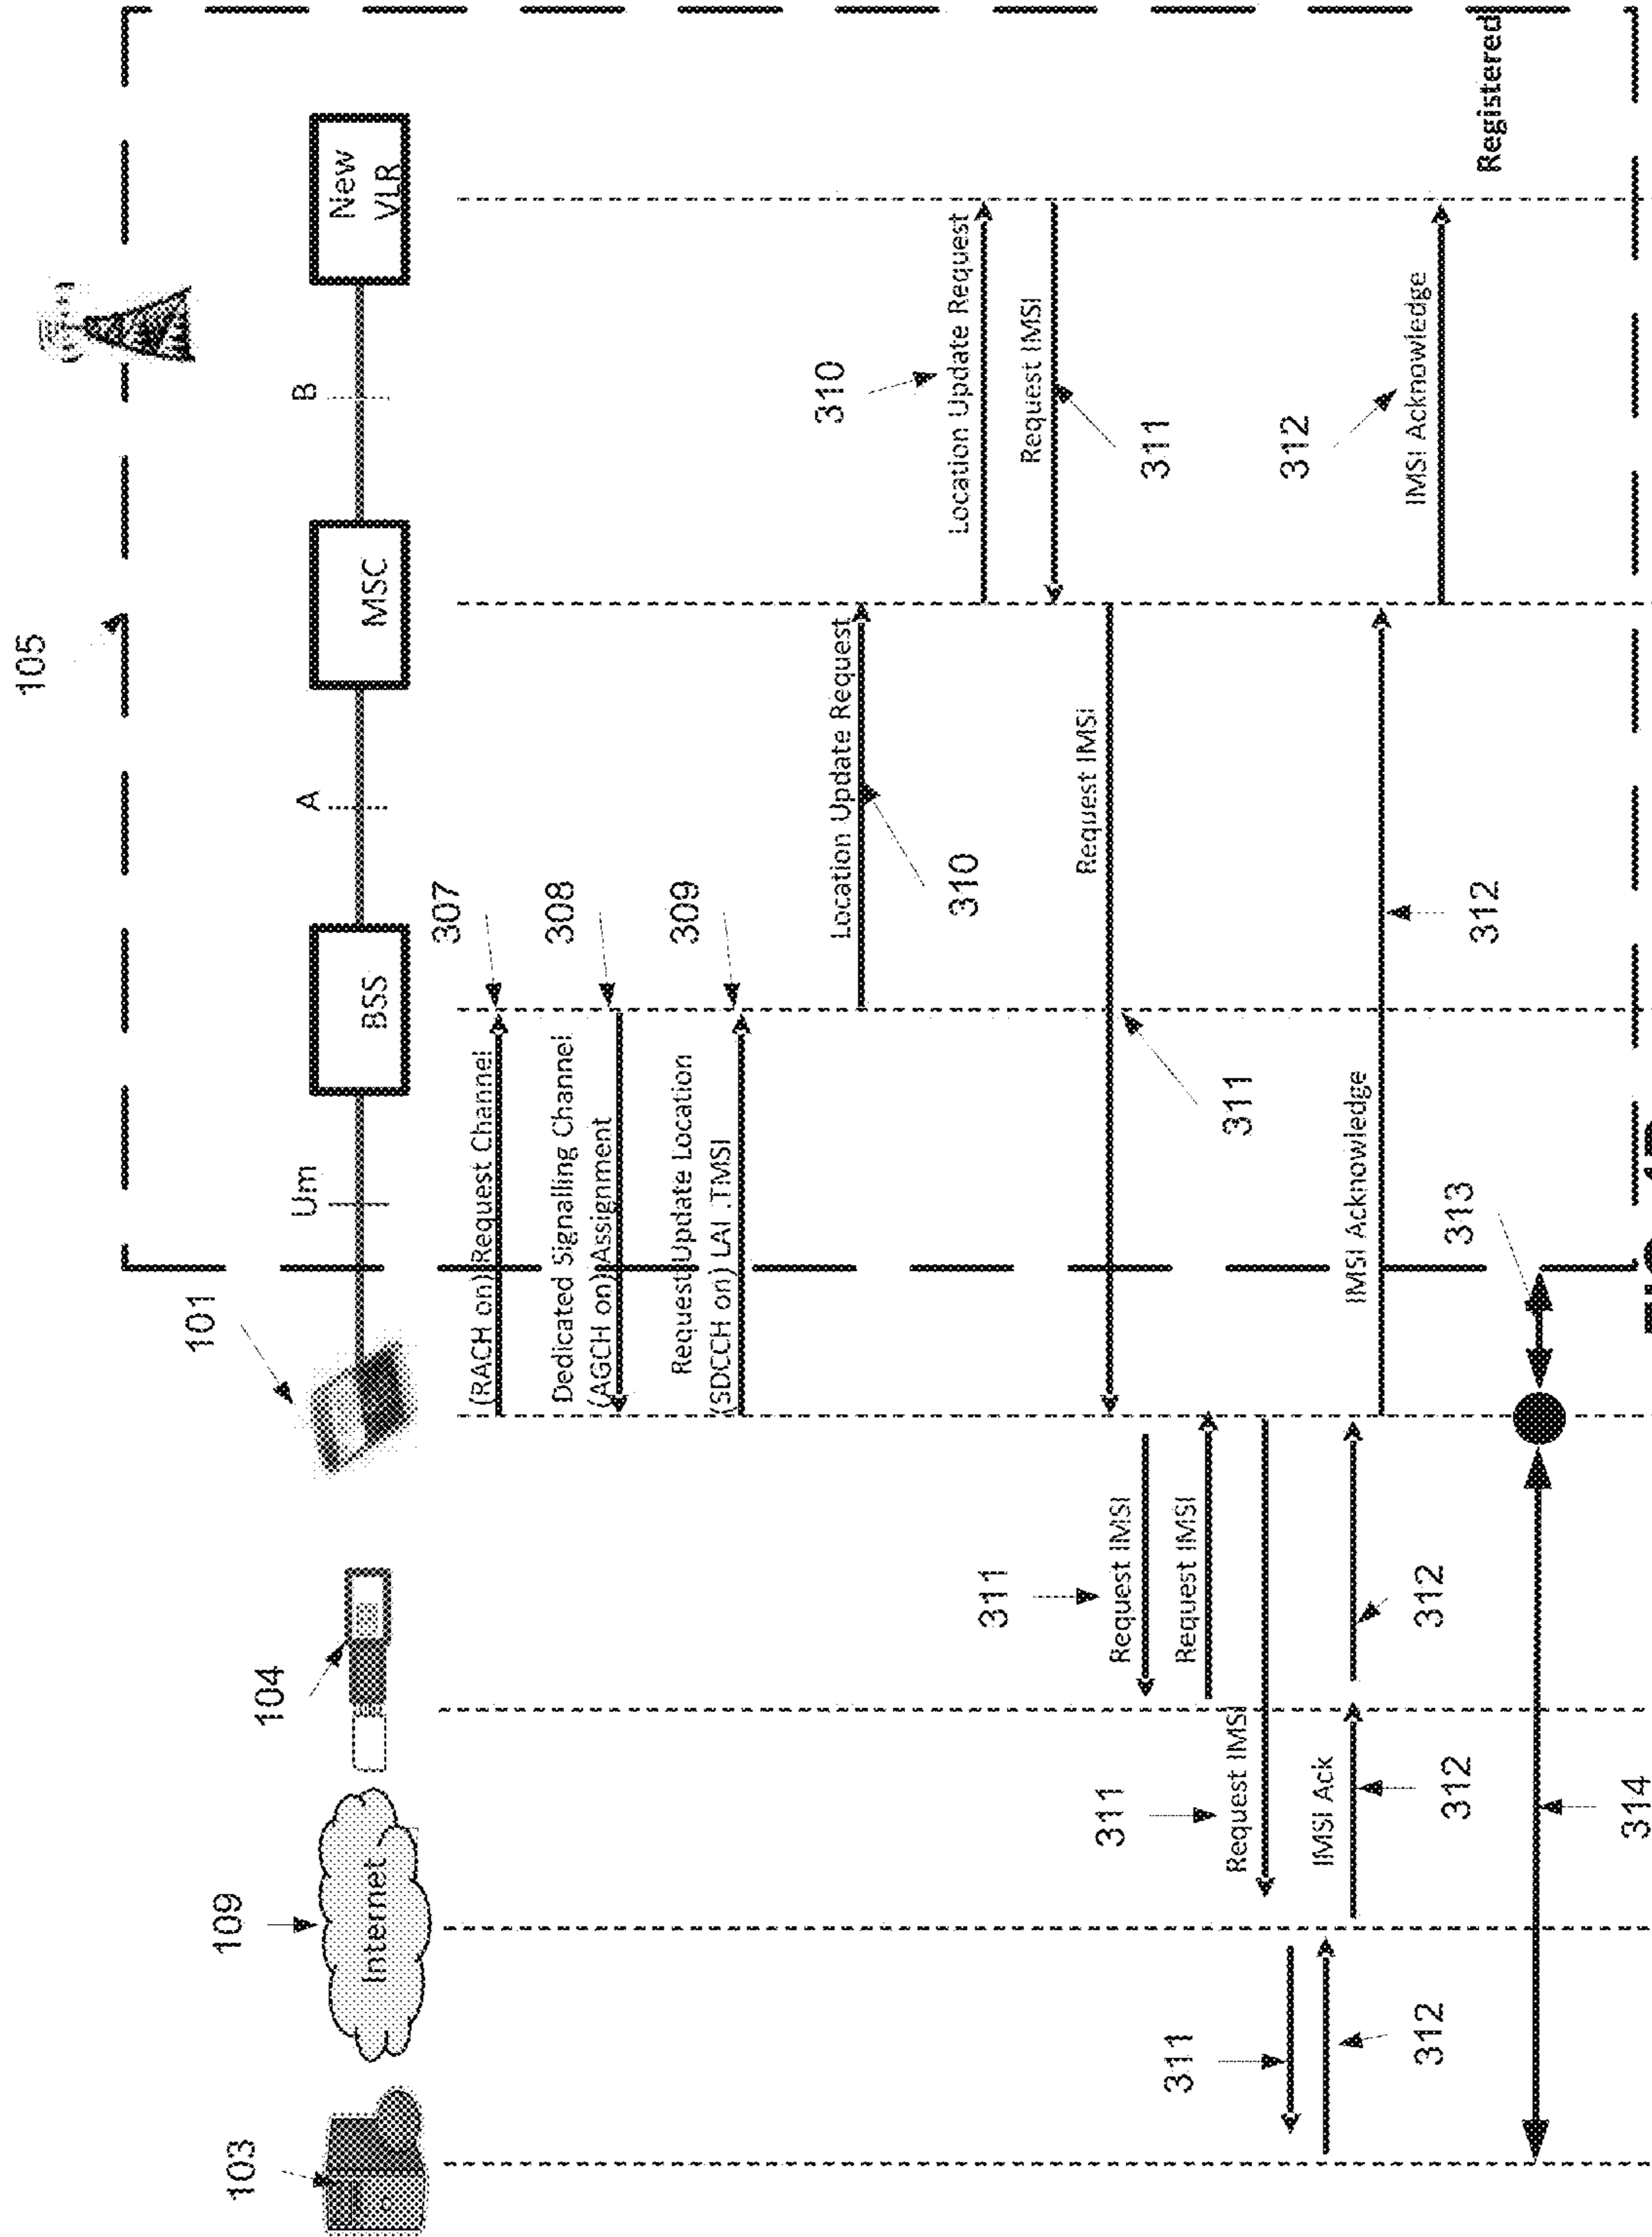 105
101
104
109
103
Internet
Um
BSS
A
MSC
B
New
VLR
307
(RACH on) Request Channel
308
Dedicated Signalling Channel
(AGCH on) Assignment
309
Request Update Location
(SDCCH on) LAI .TMSI
Location Update Request
310
310
Location Update Request
Request IMSI
311
Request IMSI
311
311
Request IMSI
Request IMSI
311
Request IMSI
311
312
IMSI Ack
312
312
IMSI Acknowledge
312
312
IMSI Acknowledge
Registered
313
314